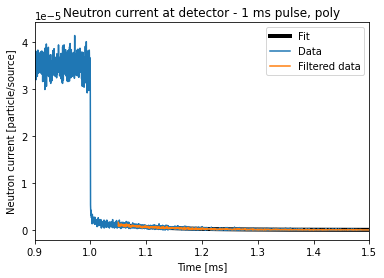 Neutron current at detector - 1 ms pulse, poly
1e-5
Fit
Data
Filtered data
Neutron current [particle/source]
4
3
2
1
0
0.9 1.0 1.1 1.2 1.3 1.4 1.5
Time [ms]